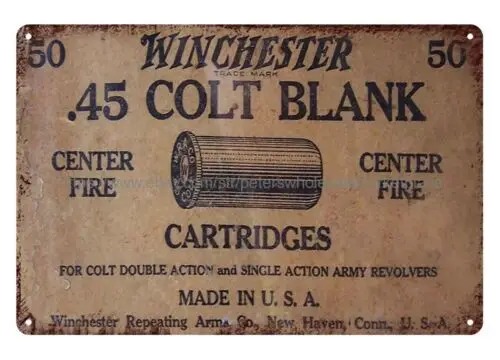 50 WINCHESTER 50
TRADE MARK
.45 COLT BLANK
CENTER FIRE
CENTER FIRE
CARTRIDGES
FOR COLT DOUBLE ACTION and SINGLE ACTION ARMY REVOLVERS
MADE IN U. S. A.
Winchester Repeating Arms Co., New Haven, Conn., U. S. A.